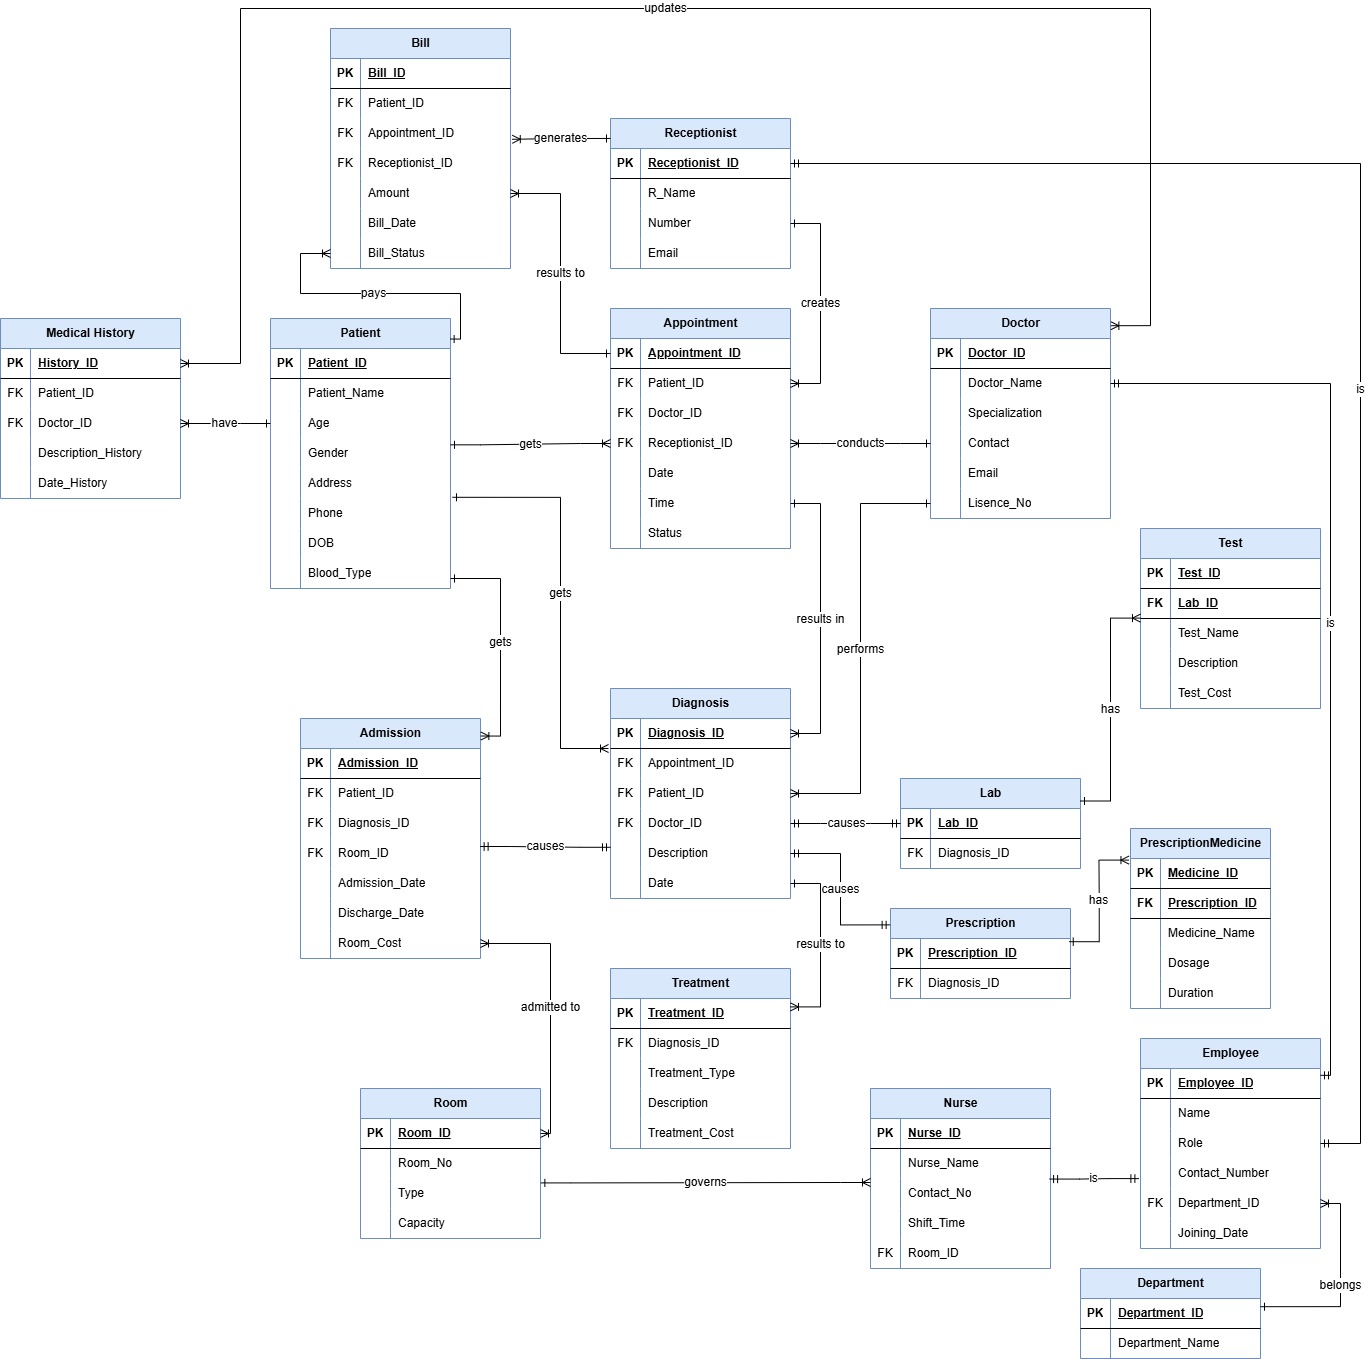 updates
Bill
PK Bill_ID
FK Patient_ID
FK Appointment_ID
FK Receptionist_ID
Amount
Bill_Date
Bill_Status
generates
Receptionist
PK Receptionist_ID
R_Name
Number
Email
results to
pays
creates
is
Medical History
PK History_ID
FK Patient_ID
FK Doctor_ID
Description_History
Date_History
have
Patient
PK Patient_ID
Patient_Name
Age
Gender
Address
Phone
DOB
Blood_Type
gets
Appointment
PK Appointment_ID
FK Patient_ID
FK Doctor_ID
FK Receptionist_ID
Date
Time
Status
conducts
Doctor
PK Doctor_ID
Doctor_Name
Specialization
Contact
Email
Lisence_No
Test
PK Test_ID
FK Lab_ID
Test_Name
Description
Test_Cost
is
gets
gets
results in
performs
has
Admission
PK Admission_ID
FK Patient_ID
FK Diagnosis_ID
FK Room_ID
Admission_Date
Discharge_Date
Room_Cost
causes
Diagnosis
PK Diagnosis_ID
FK Appointment_ID
FK Patient_ID
FK Doctor_ID
Description
Date
causes
Lab
PK Lab_ID
FK Diagnosis_ID
causes
has
PrescriptionMedicine
PK Medicine_ID
FK Prescription_ID
Medicine_Name
Dosage
Duration
Prescription
PK Prescription_ID
FK Diagnosis_ID
results to
admitted to
Treatment
PK Treatment_ID
FK Diagnosis_ID
Treatment_Type
Description
Treatment_Cost
Room
PK Room_ID
Room_No
Type
Capacity
governs
Nurse
PK Nurse_ID
Nurse_Name
Contact_No
Shift_Time
FK Room_ID
is
Employee
PK Employee_ID
Name
Role
Contact_Number
FK Department_ID
Joining_Date
belongs
Department
PK Department_ID
Department_Name